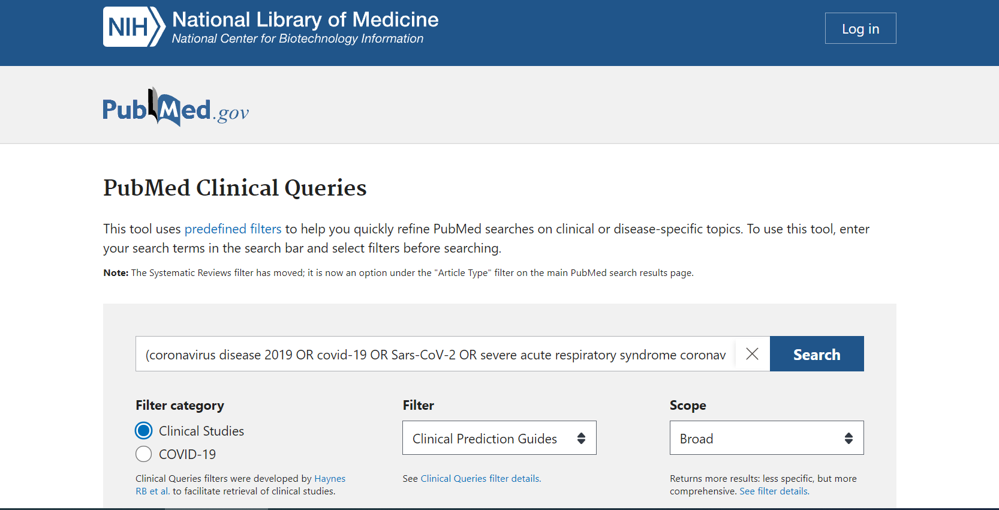 NIH National Library of Medicine
National Center for Biotechnology Information
Log in
PubMed.gov
PubMed Clinical Queries
This tool uses predefined filters to help you quickly refine PubMed searches on clinical or disease-specific topics. To use this tool, enter
your search terms in the search bar and select filters before searching.
Note: The Systematic Reviews filter has moved; it is now an option under the "Article Type" filter on the main PubMed search results page.
(coronavirus disease 2019 OR covid-19 OR Sars-CoV-2 OR severe acute respiratory syndrome coronav
Search
Filter category
Clinical Studies
COVID-19
Clinical Queries filters were developed by Haynes
RB et al. to facilitate retrieval of clinical studies.
Filter
Clinical Prediction Guides
See Clinical Queries filter details.
Scope
Broad
Returns more results: less specific, but more
comprehensive. See filter details.